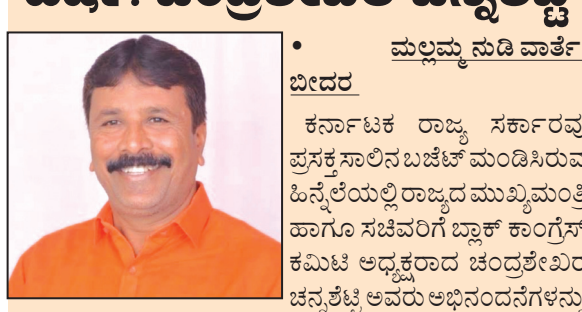 • ಮಲ್ಲಮ್ಮ ನುಡಿ ವಾರ್ತೆ
ಬೀದರ
ಕರ್ನಾಟಕ ರಾಜ್ಯ ಸರ್ಕಾರವು
ಪ್ರಸಕ್ತ ಸಾಲಿನ ಬಜೆಟ್ ಮಂಡಿಸಿರುವ
ಹಿನ್ನೆಲೆಯಲ್ಲಿ ರಾಜ್ಯದ ಮುಖ್ಯಮಂತ್ರಿ
ಹಾಗೂ ಸಚಿವರಿಗೆ ಬ್ಲಾಕ್ ಕಾಂಗ್ರೆಸ್
ಕಮಿಟಿ ಅಧ್ಯಕ್ಷರಾದ ಚಂದ್ರಶೇಖರ
ಚನ್ನಶೆಟ್ಟಿ ಅವರು ಅಭಿನಂದನೆಗಳನ್ನು